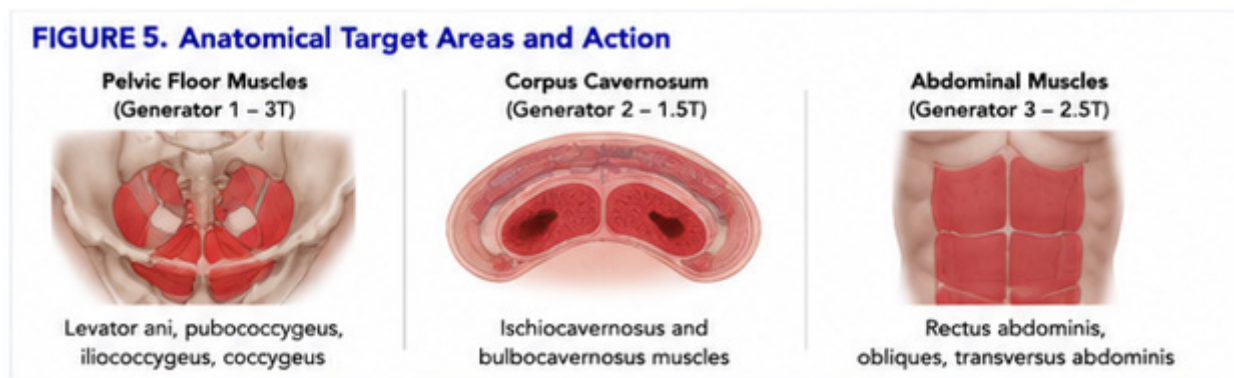 FIGURE 5. Anatomical Target Areas and Action
Pelvic Floor Muscles
(Generator 1 – 3T)
Levator ani, pubococcygeus,
iliococcygeus, coccygeus
Corpus Cavernosum
(Generator 2 – 1.5T)
Ischiocavernosus and
bulbocavernosus muscles
Abdominal Muscles
(Generator 3 – 2.5T)
Rectus abdominis,
obliques, transversus abdominis